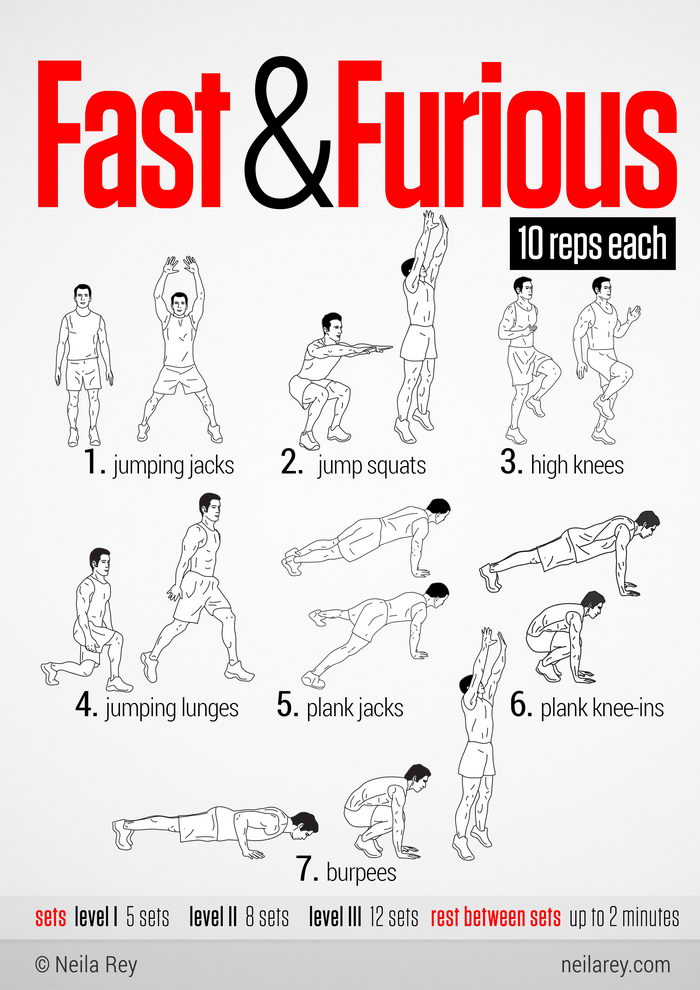 Fast & Furious
10 reps each
1. jumping jacks
2. jump squats
3. high knees
4. jumping lunges
5. plank jacks
6. plank knee-ins
7. burpees
sets level I 5 sets level II 8 sets level III 12 sets rest between sets up to 2 minutes
© Neila Rey
neilarey.com